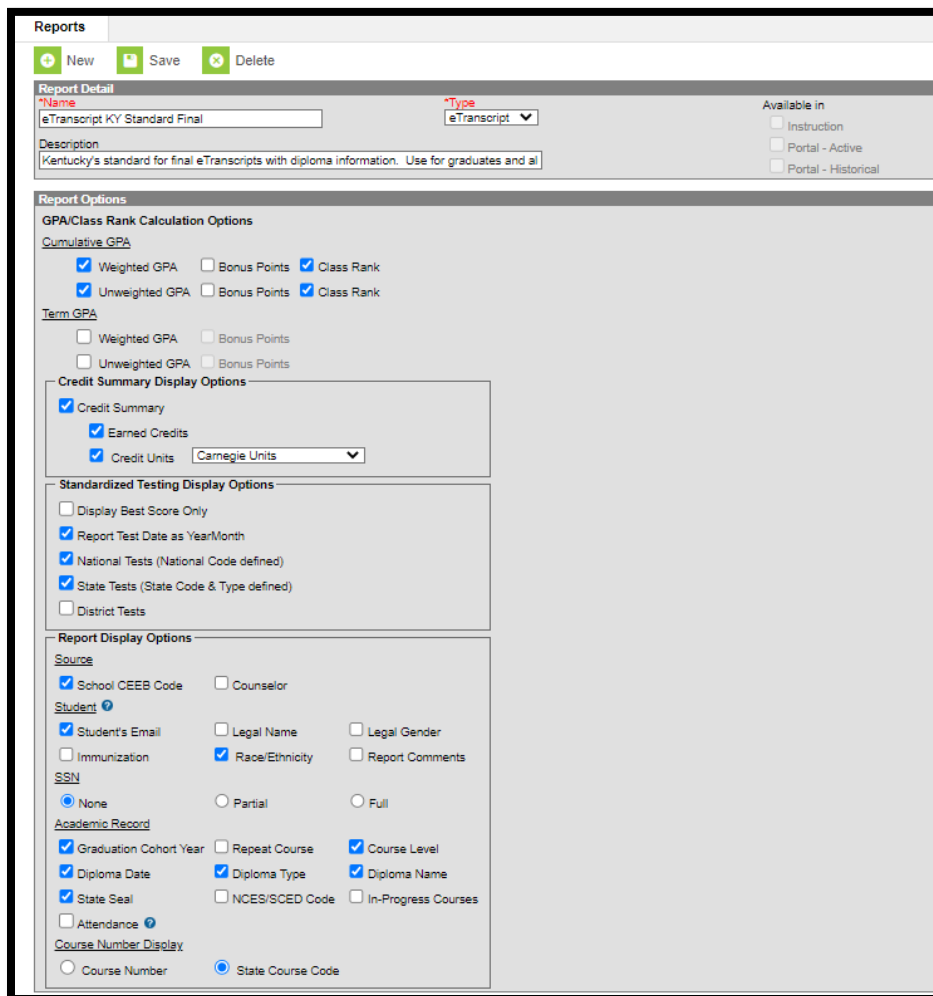 Reports
New Save Delete
Report Detail
*Name *Type Available in
eTranscript KY Standard Final eTranscript Instruction
Description Portal - Active
Kentucky's standard for final eTranscripts with diploma information. Use for graduates and al Portal - Historical
Report Options
GPA/Class Rank Calculation Options
Cumulative GPA
Weighted GPA Bonus Points Class Rank
Unweighted GPA Bonus Points Class Rank
Term GPA
Weighted GPA Bonus Points
Unweighted GPA Bonus Points
Credit Summary Display Options
Credit Summary
Earned Credits
Credit Units Carnegie Units
Standardized Testing Display Options
Display Best Score Only
Report Test Date as YearMonth
National Tests (National Code defined)
State Tests (State Code & Type defined)
District Tests
Report Display Options
Source
School CEEB Code Counselor
Student ?
Student's Email Legal Name Legal Gender
Immunization Race/Ethnicity Report Comments
SSN
None Partial Full
Academic Record
Graduation Cohort Year Repeat Course Course Level
Diploma Date Diploma Type Diploma Name
State Seal NCES/SCED Code In-Progress Courses
Attendance ?
Course Number Display
Course Number State Course Code